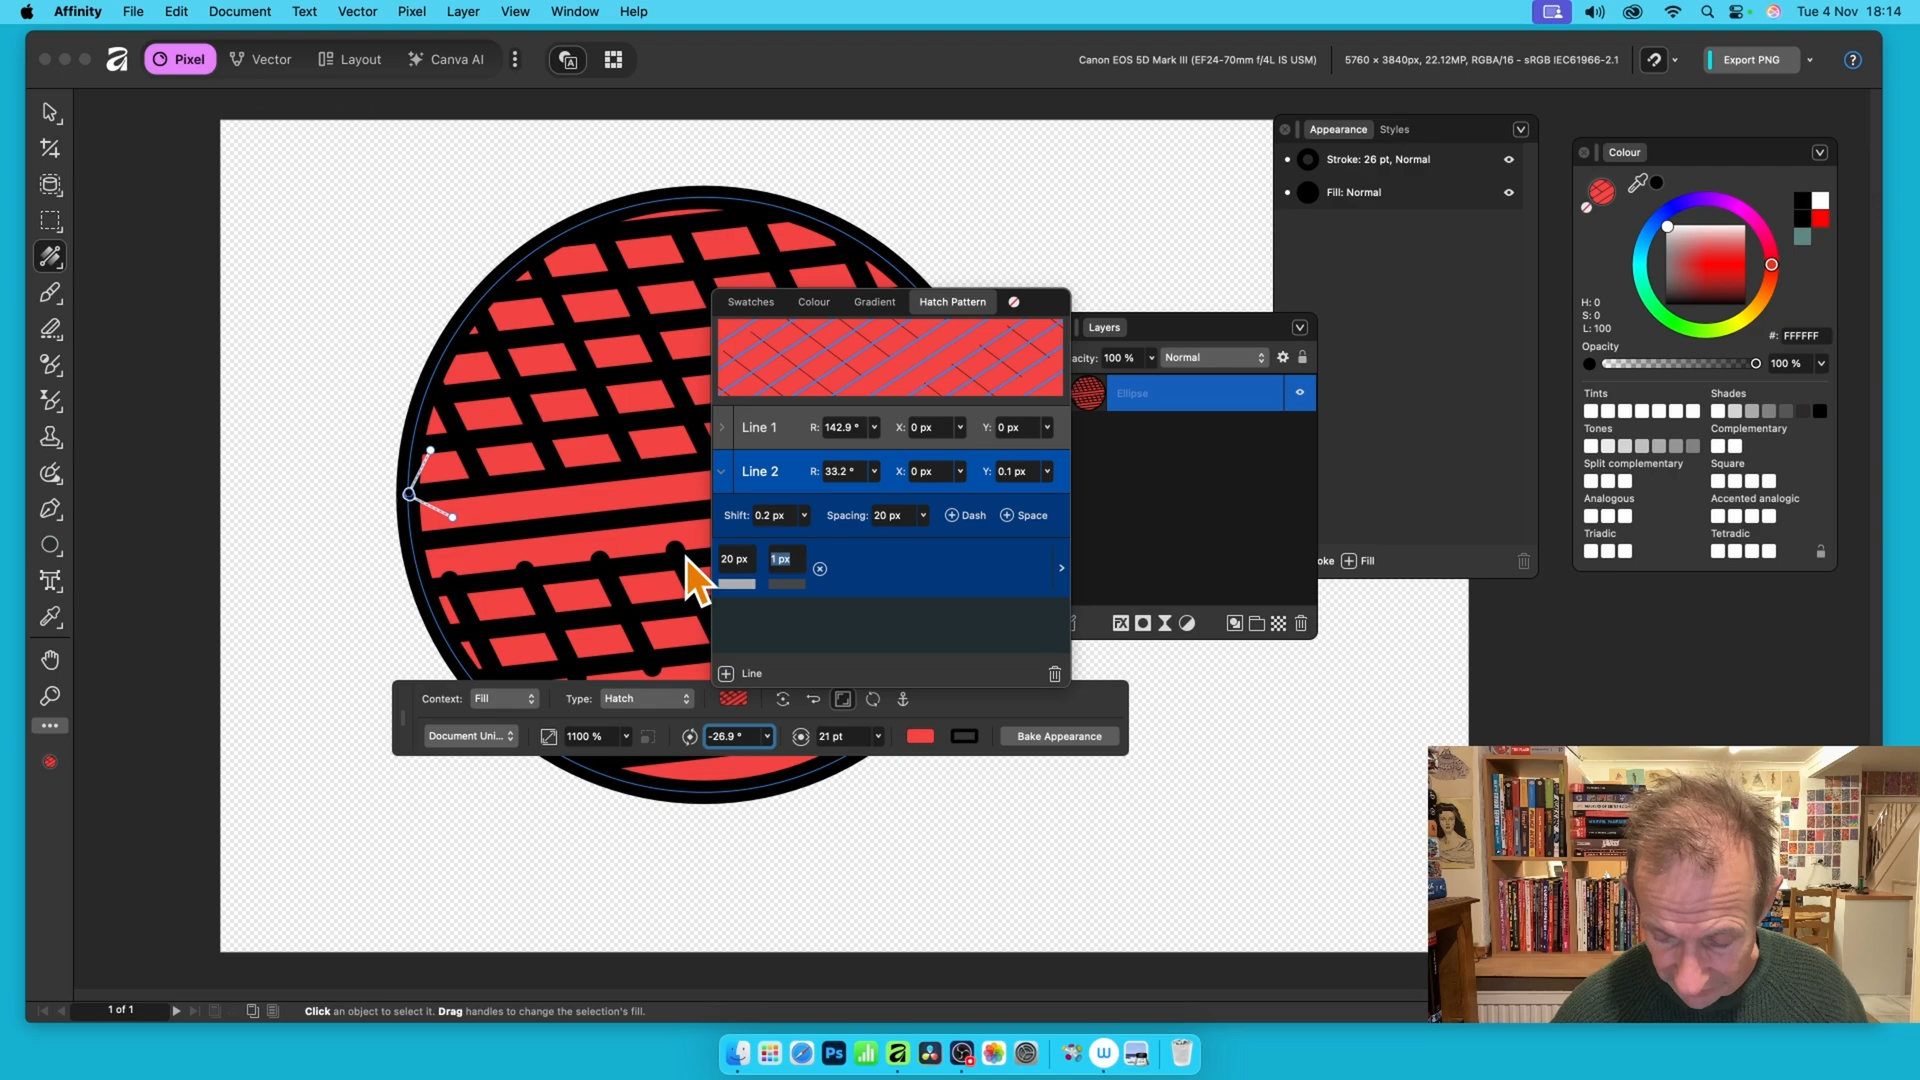 Affinity File Edit Document Text Vector Pixel Layer View Window Help
Tue 4 Nov 18:14
Pixel Vector Layout Canva AI
Canon EOS 5D Mark III (EF24-70mm f/4L IS USM)
5760 × 3840px, 22.12MP, RGBA/16 - sRGB IEC61966-2.1
Export PNG
?
Appearance Styles
Stroke: 26 pt, Normal
Fill: Normal
Colour
H: 0
S: 0
L: 100
#: FFFFFF
Opacity
100 %
Tints Shades
Tones Complementary
Split complementary Square
Analogous Accented analogic
Triadic Tetradic
Swatches Colour Gradient Hatch Pattern
Line 1 R: 142.9 ° X: 0 px Y: 0 px
Line 2 R: 33.2 ° X: 0 px Y: 0.1 px
Shift: 0.2 px Spacing: 20 px Dash Space
20 px 1 px
Line
Layers
acity: 100 % Normal
Ellipse
FX
oke Fill
Context: Fill Type: Hatch
Document Uni... 1100 % -26.9 ° 21 pt Bake Appearance
1 of 1
Click an object to select it. Drag handles to change the selection's fill.
Ps